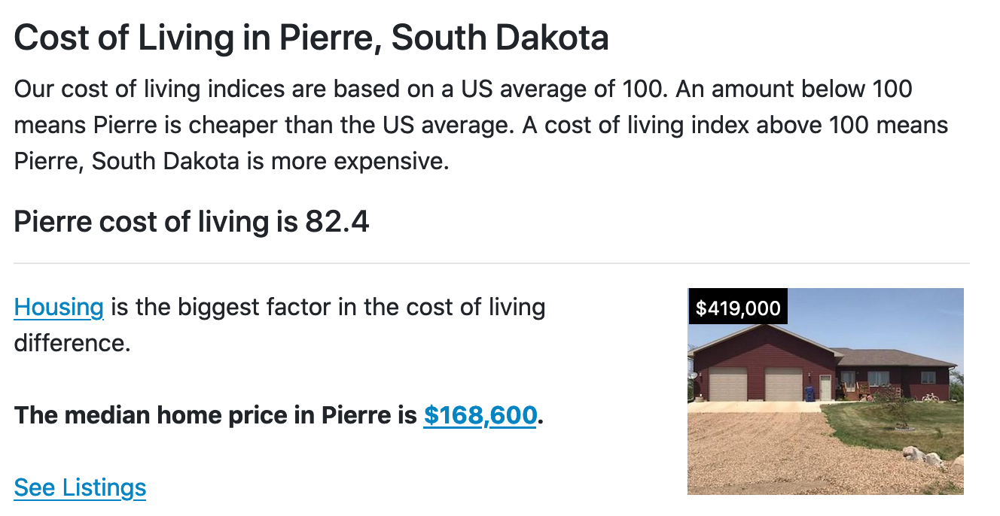 Cost of Living in Pierre, South Dakota
Our cost of living indices are based on a US average of 100. An amount below 100
means Pierre is cheaper than the US average. A cost of living index above 100 means
Pierre, South Dakota is more expensive.
Pierre cost of living is 82.4
Housing is the biggest factor in the cost of living
difference.
$419,000
The median home price in Pierre is $168,600.
See Listings